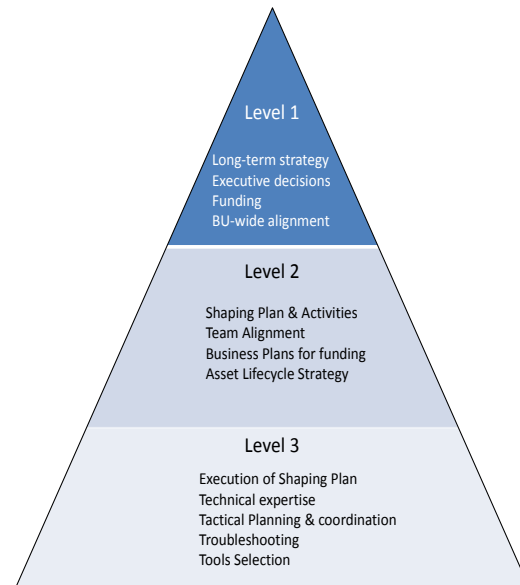 Level 1
Long-term strategy
Executive decisions
Funding
BU-wide alignment
Level 2
Shaping Plan & Activities
Team Alignment
Business Plans for funding
Asset Lifecycle Strategy
Level 3
Execution of Shaping Plan
Technical expertise
Tactical Planning & coordination
Troubleshooting
Tools Selection